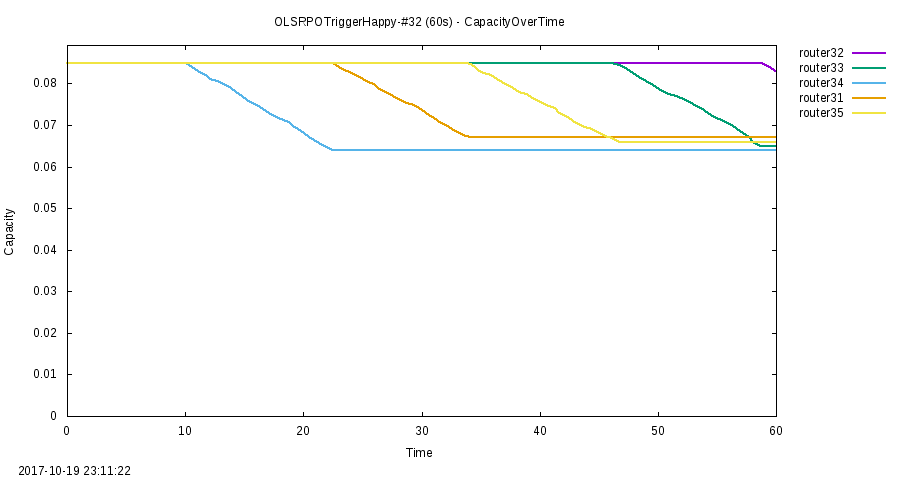 OLSRPOTriggerHappy-#32 (60s) - CapacityOverTime
router32
router33
router34
router31
router35
0.08
0.07
0.06
0.05
0.04
0.03
0.02
0.01
0
Capacity
0 10 20 30 40 50 60
Time
2017-10-19 23:11:22